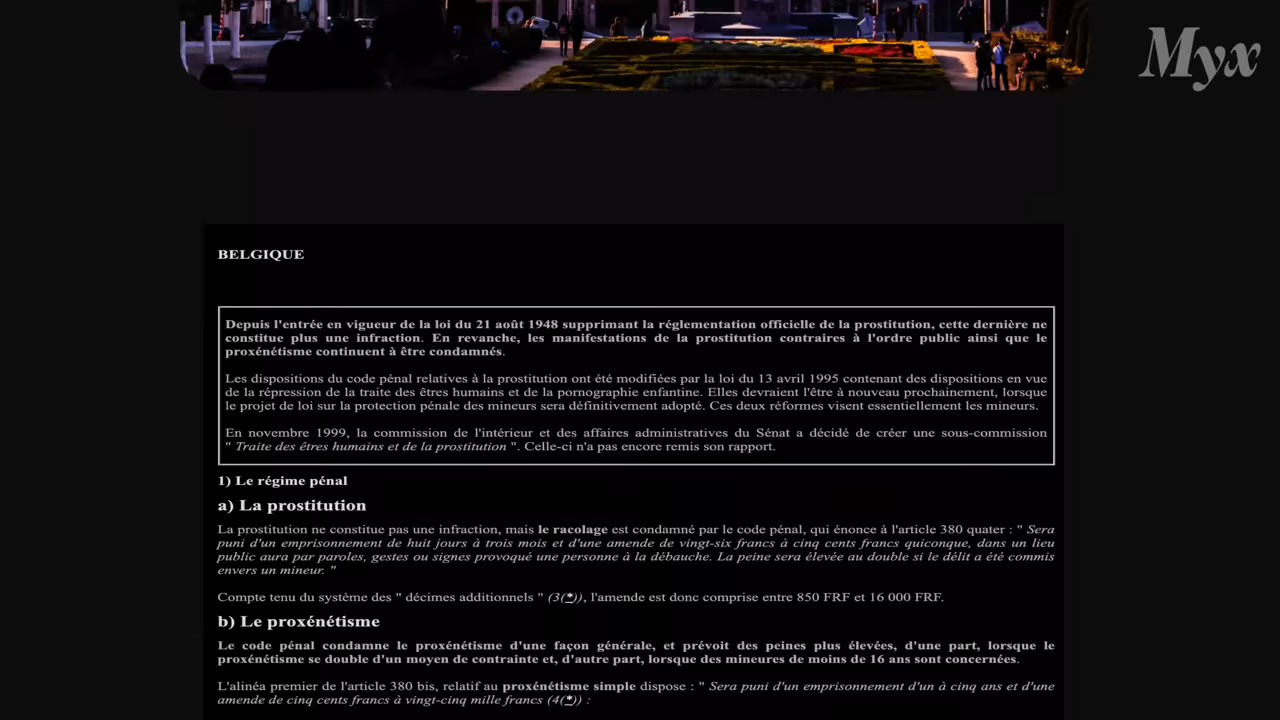 Myx
BELGIQUE
Depuis l'entrée en vigueur de la loi du 21 août 1948 supprimant la réglementation officielle de la prostitution, cette dernière ne
constitue plus une infraction. En revanche, les manifestations de la prostitution contraires à l'ordre public ainsi que le
proxénétisme continuent à être condamnés.
Les dispositions du code pénal relatives à la prostitution ont été modifiées par la loi du 13 avril 1995 contenant des dispositions en vue
de la répression de la traite des êtres humains et de la pornographie enfantine. Elles devraient l'être à nouveau prochainement, lorsque
le projet de loi sur la protection pénale des mineurs sera définitivement adopté. Ces deux réformes visent essentiellement les mineurs.
En novembre 1999, la commission de l'intérieur et des affaires administratives du Sénat a décidé de créer une sous-commission
" Traite des êtres humains et de la prostitution ". Celle-ci n'a pas encore remis son rapport.
1) Le régime pénal
a) La prostitution
La prostitution ne constitue pas une infraction, mais le racolage est condamné par le code pénal, qui énonce à l'article 380 quater : " Sera
puni d'un emprisonnement de huit jours à trois mois et d'une amende de vingt-six francs à cinq cents francs quiconque, dans un lieu
public aura par paroles, gestes ou signes provoqué une personne à la débauche. La peine sera élevée au double si le délit a été commis
envers un mineur. "
Compte tenu du système des " décimes additionnels " (3(*)), l'amende est donc comprise entre 850 FRF et 16 000 FRF.
b) Le proxénétisme
Le code pénal condamne le proxénétisme d'une façon générale, et prévoit des peines plus élevées, d'une part, lorsque le
proxénétisme se double d'un moyen de contrainte et, d'autre part, lorsque des mineures de moins de 16 ans sont concernées.
L'alinéa premier de l'article 380 bis, relatif au proxénétisme simple dispose : " Sera puni d'un emprisonnement d'un à cinq ans et d'une
amende de cinq cents francs à vingt-cinq mille francs (4(*)) :